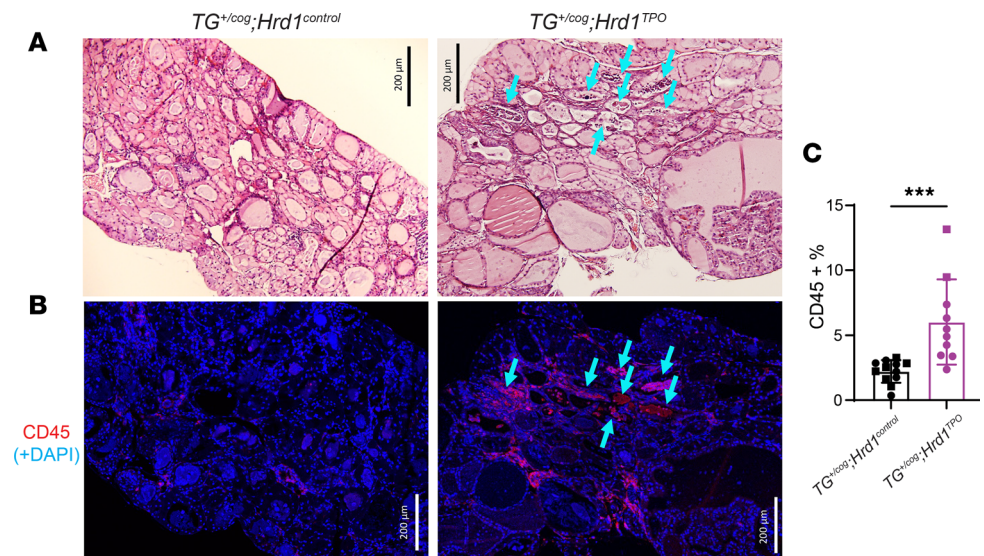 TG+/cog;Hrd1control
TG+/cog;Hrd1TPO
A
200 µm
200 µm
B
CD45
(+DAPI)
200 µm
200 µm
C
***
15
10
5
0
CD45 + %
TG+/cog;Hrd1control
TG+/cog;Hrd1TPO